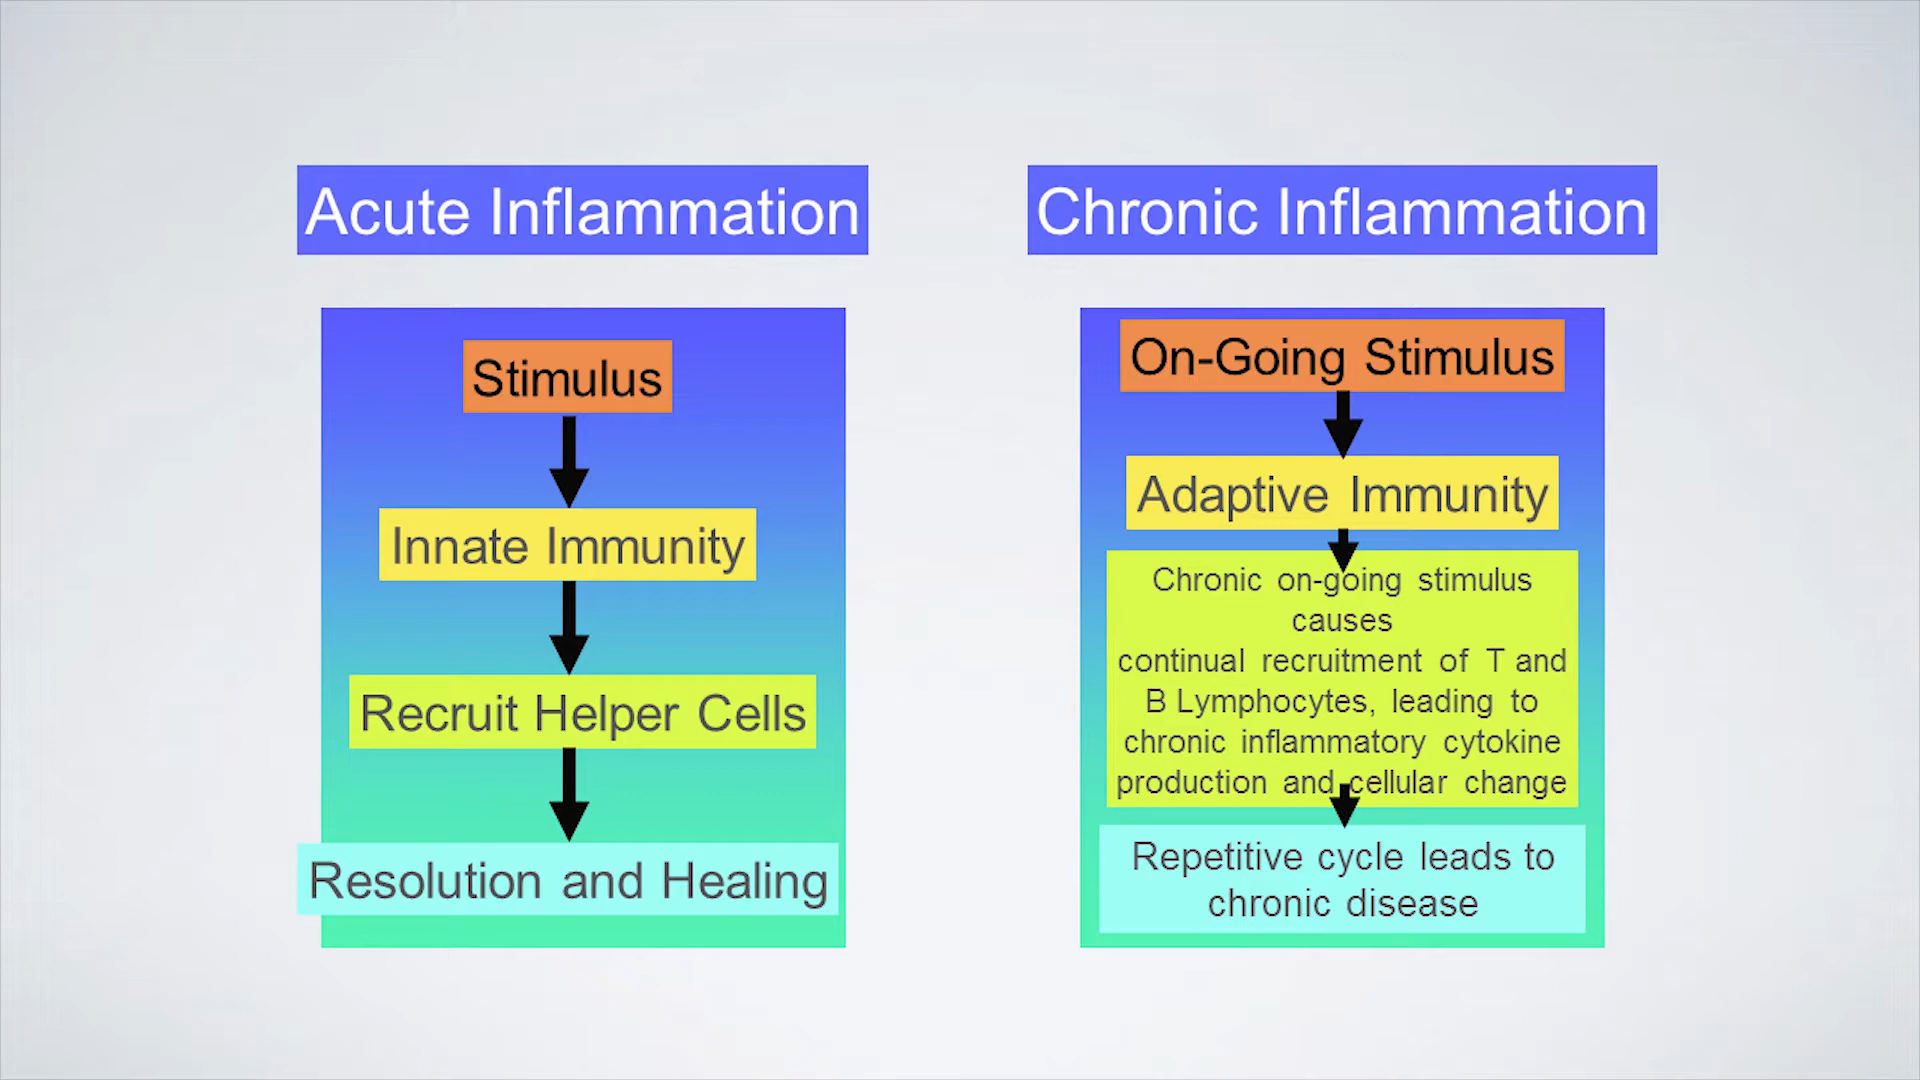 Acute Inflammation
Stimulus
Innate Immunity
Recruit Helper Cells
Resolution and Healing
Chronic Inflammation
On-Going Stimulus
Adaptive Immunity
Chronic on-going stimulus
causes
continual recruitment of T and
B Lymphocytes, leading to
chronic inflammatory cytokine
production and cellular change
Repetitive cycle leads to
chronic disease